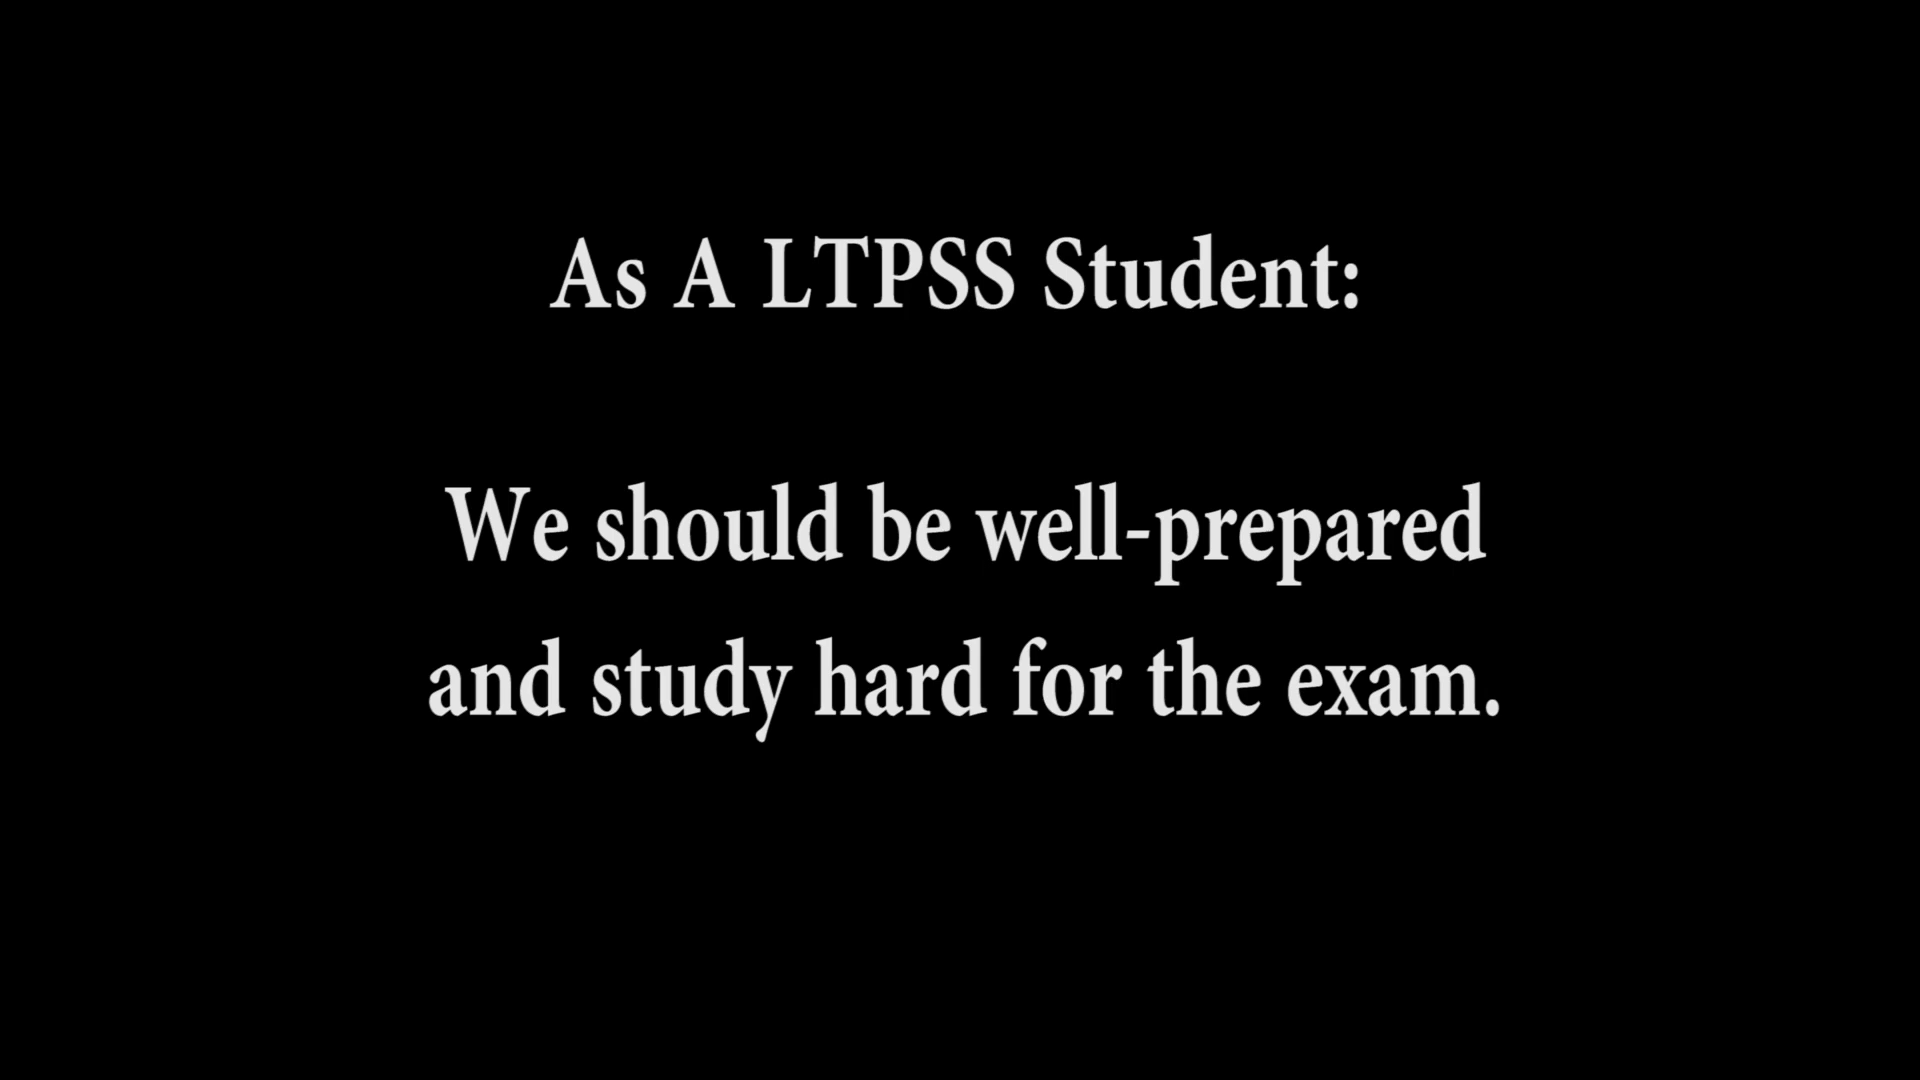 As A LTPSS Student:
We should be well-prepared
and study hard for the exam.